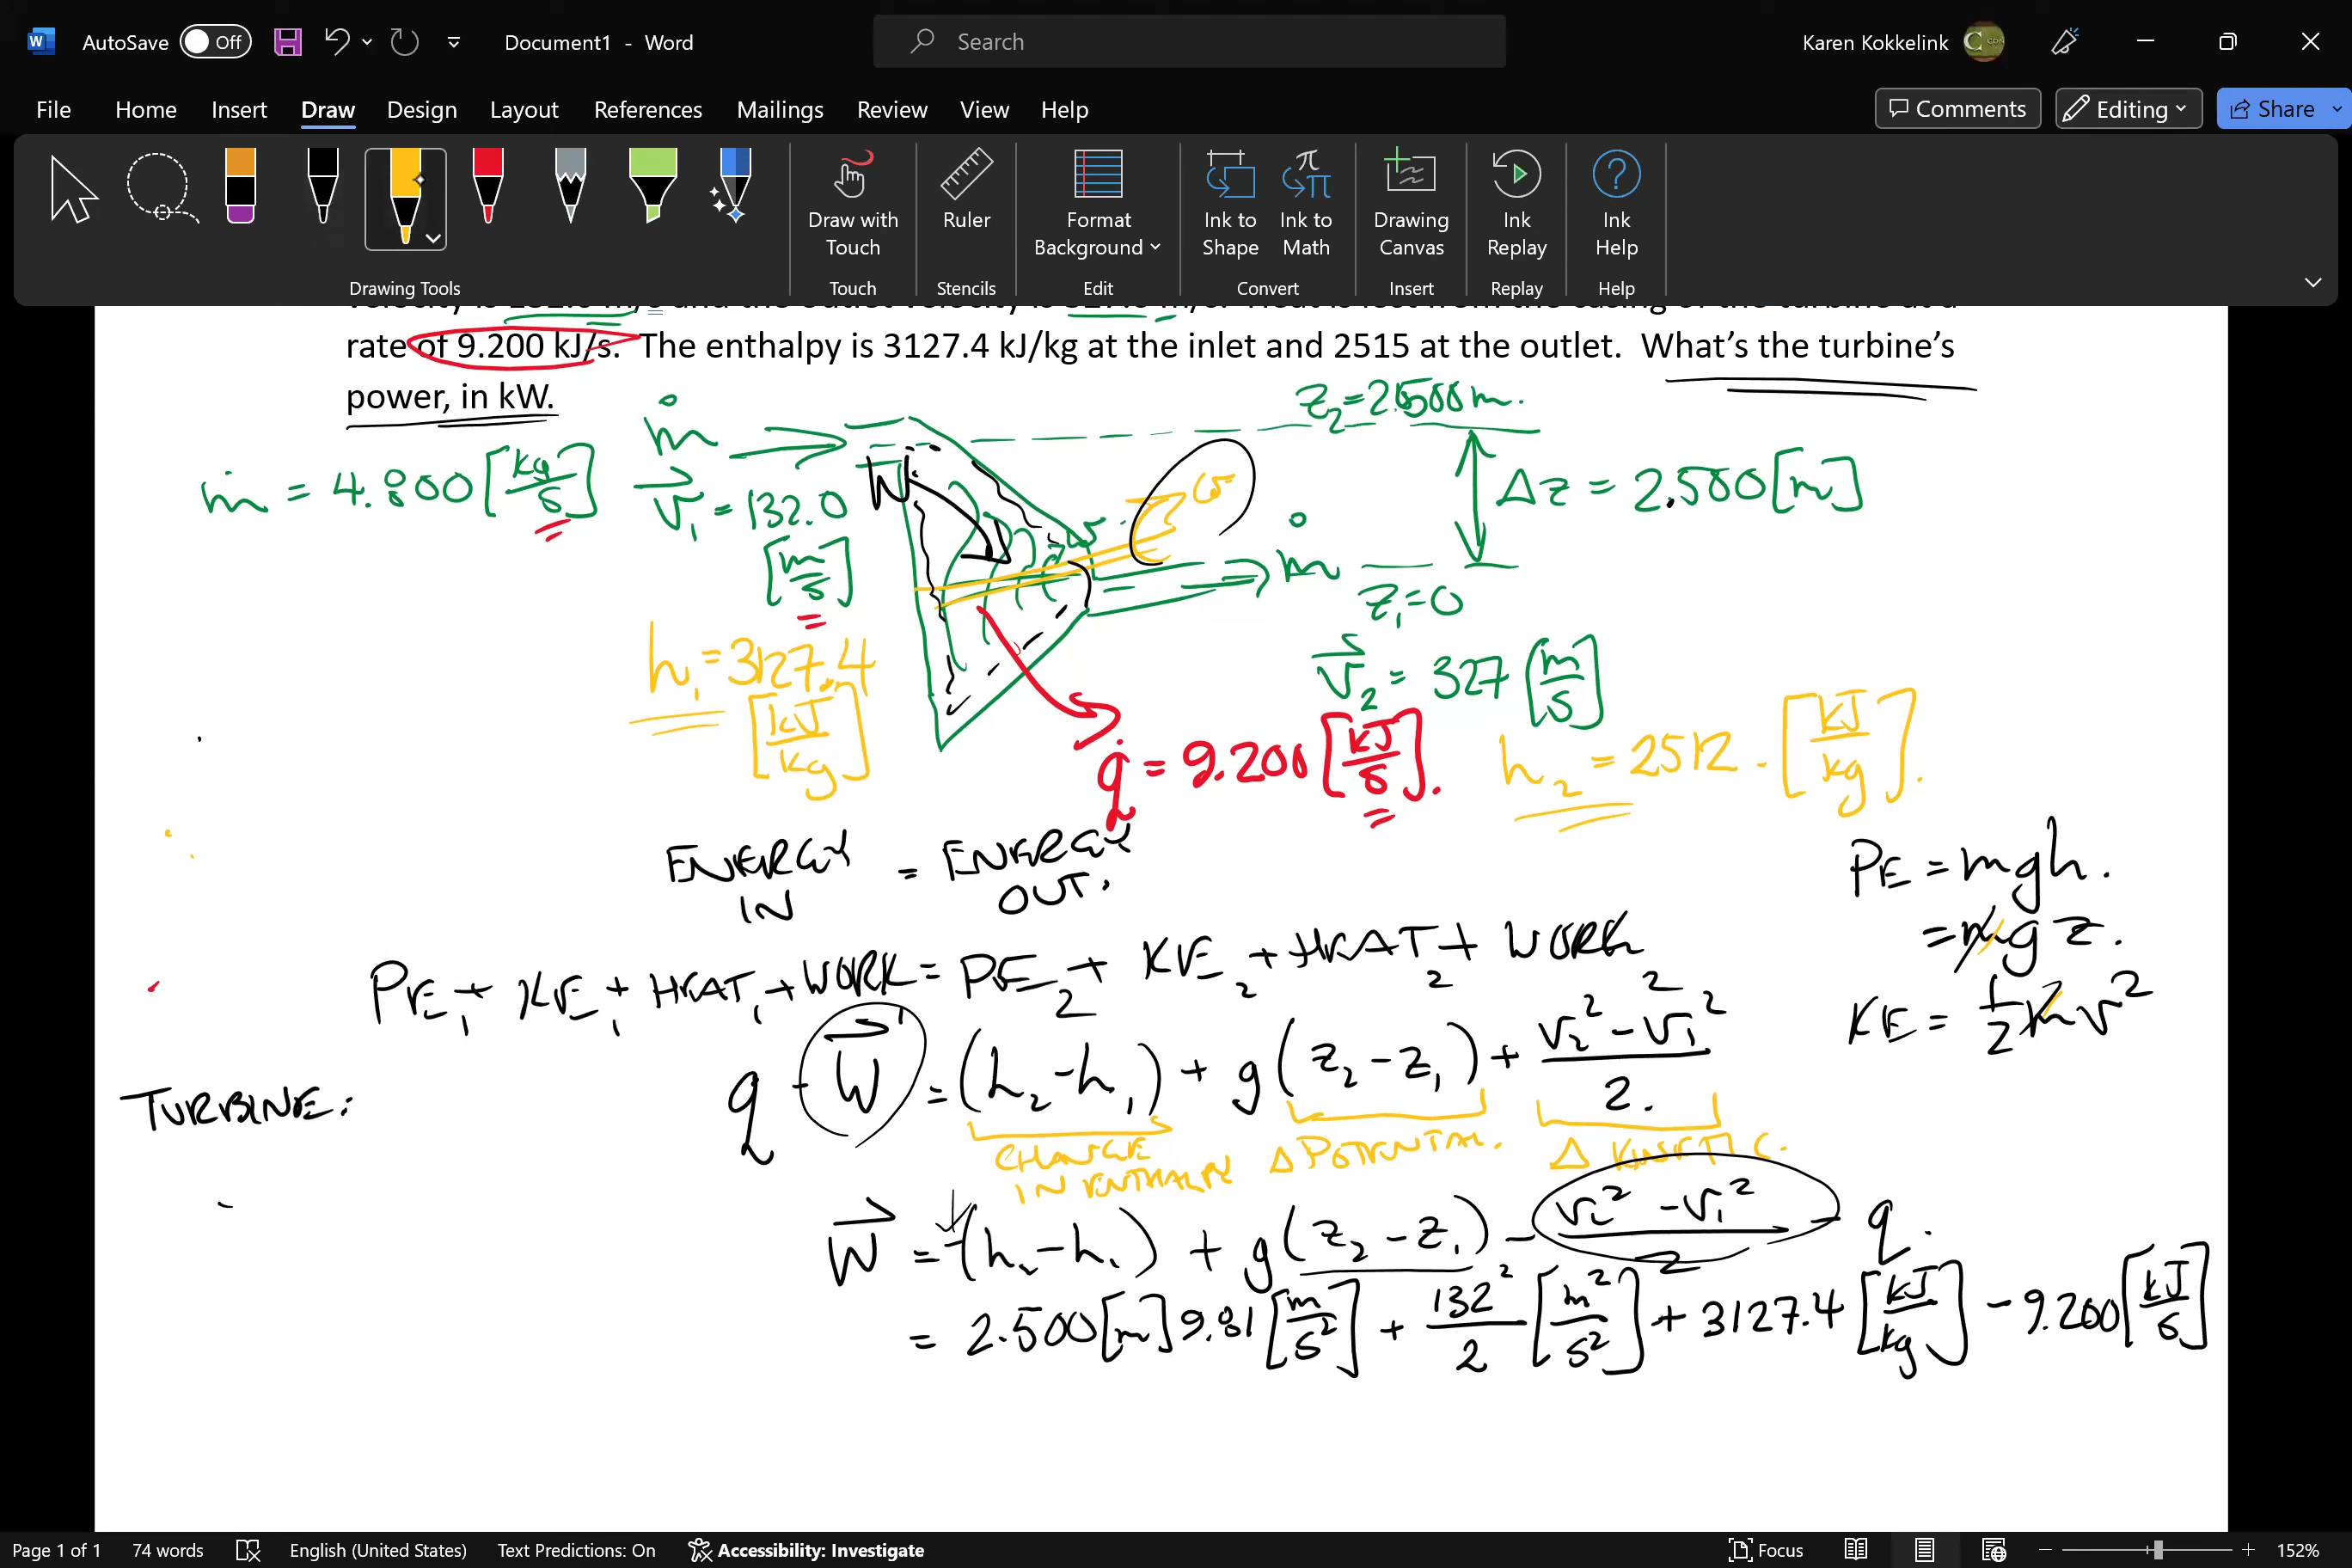 AutoSave Off Document1 - Word Search Karen Kokkelink
File Home Insert Draw Design Layout References Mailings Review View Help Comments Editing Share
Draw with Touch Ruler Format Background Ink to Shape Ink to Math Drawing Canvas Ink Replay Ink Help
Drawing Tools Touch Stencils Edit Convert Insert Replay Help
rate of 9.200 kJ/s. The enthalpy is 3127.4 kJ/kg at the inlet and 2515 at the outlet. What's the turbine's
power, in kW.
z₂ = 2.500 m.
ṁ
ṁ = 4.800 [kg/s]
v₁ = 132.0 [m/s]
W
ω
Δz = 2.500 [m]
ṁ
z₁ = 0
h₁ = 3127.4 [kJ/kg]
v₂ = 327 [m/s]
q̇ = 9.200 [kJ/s].
h₂ = 2512. [kJ/kg].
ENERGY IN = ENERGY OUT.
PE = mgh.
= mgz.
KE = 1/2 mv²
PE₁ + KE₁ + HEAT₁ + WORK₁ = PE₂ + KE₂ + HEAT₂ + WORK₂
TURBINE:
q - W = (h₂ - h₁) + g(z₂ - z₁) + (v₂² - v₁²)/2.
CHANGE IN ENTHALPY Δ POTENTIAL. Δ KINETIC.
W = -(h₂ - h₁) + g(z₂ - z₁) - (v₂² - v₁²)/2 - q.
= 2.500 [m] 9.81 [m/s²] + 132²/2 [m²/s²] + 3127.4 [kJ/kg] - 9.200 [kJ/s]
Page 1 of 1 74 words English (United States) Text Predictions: On Accessibility: Investigate Focus 152%